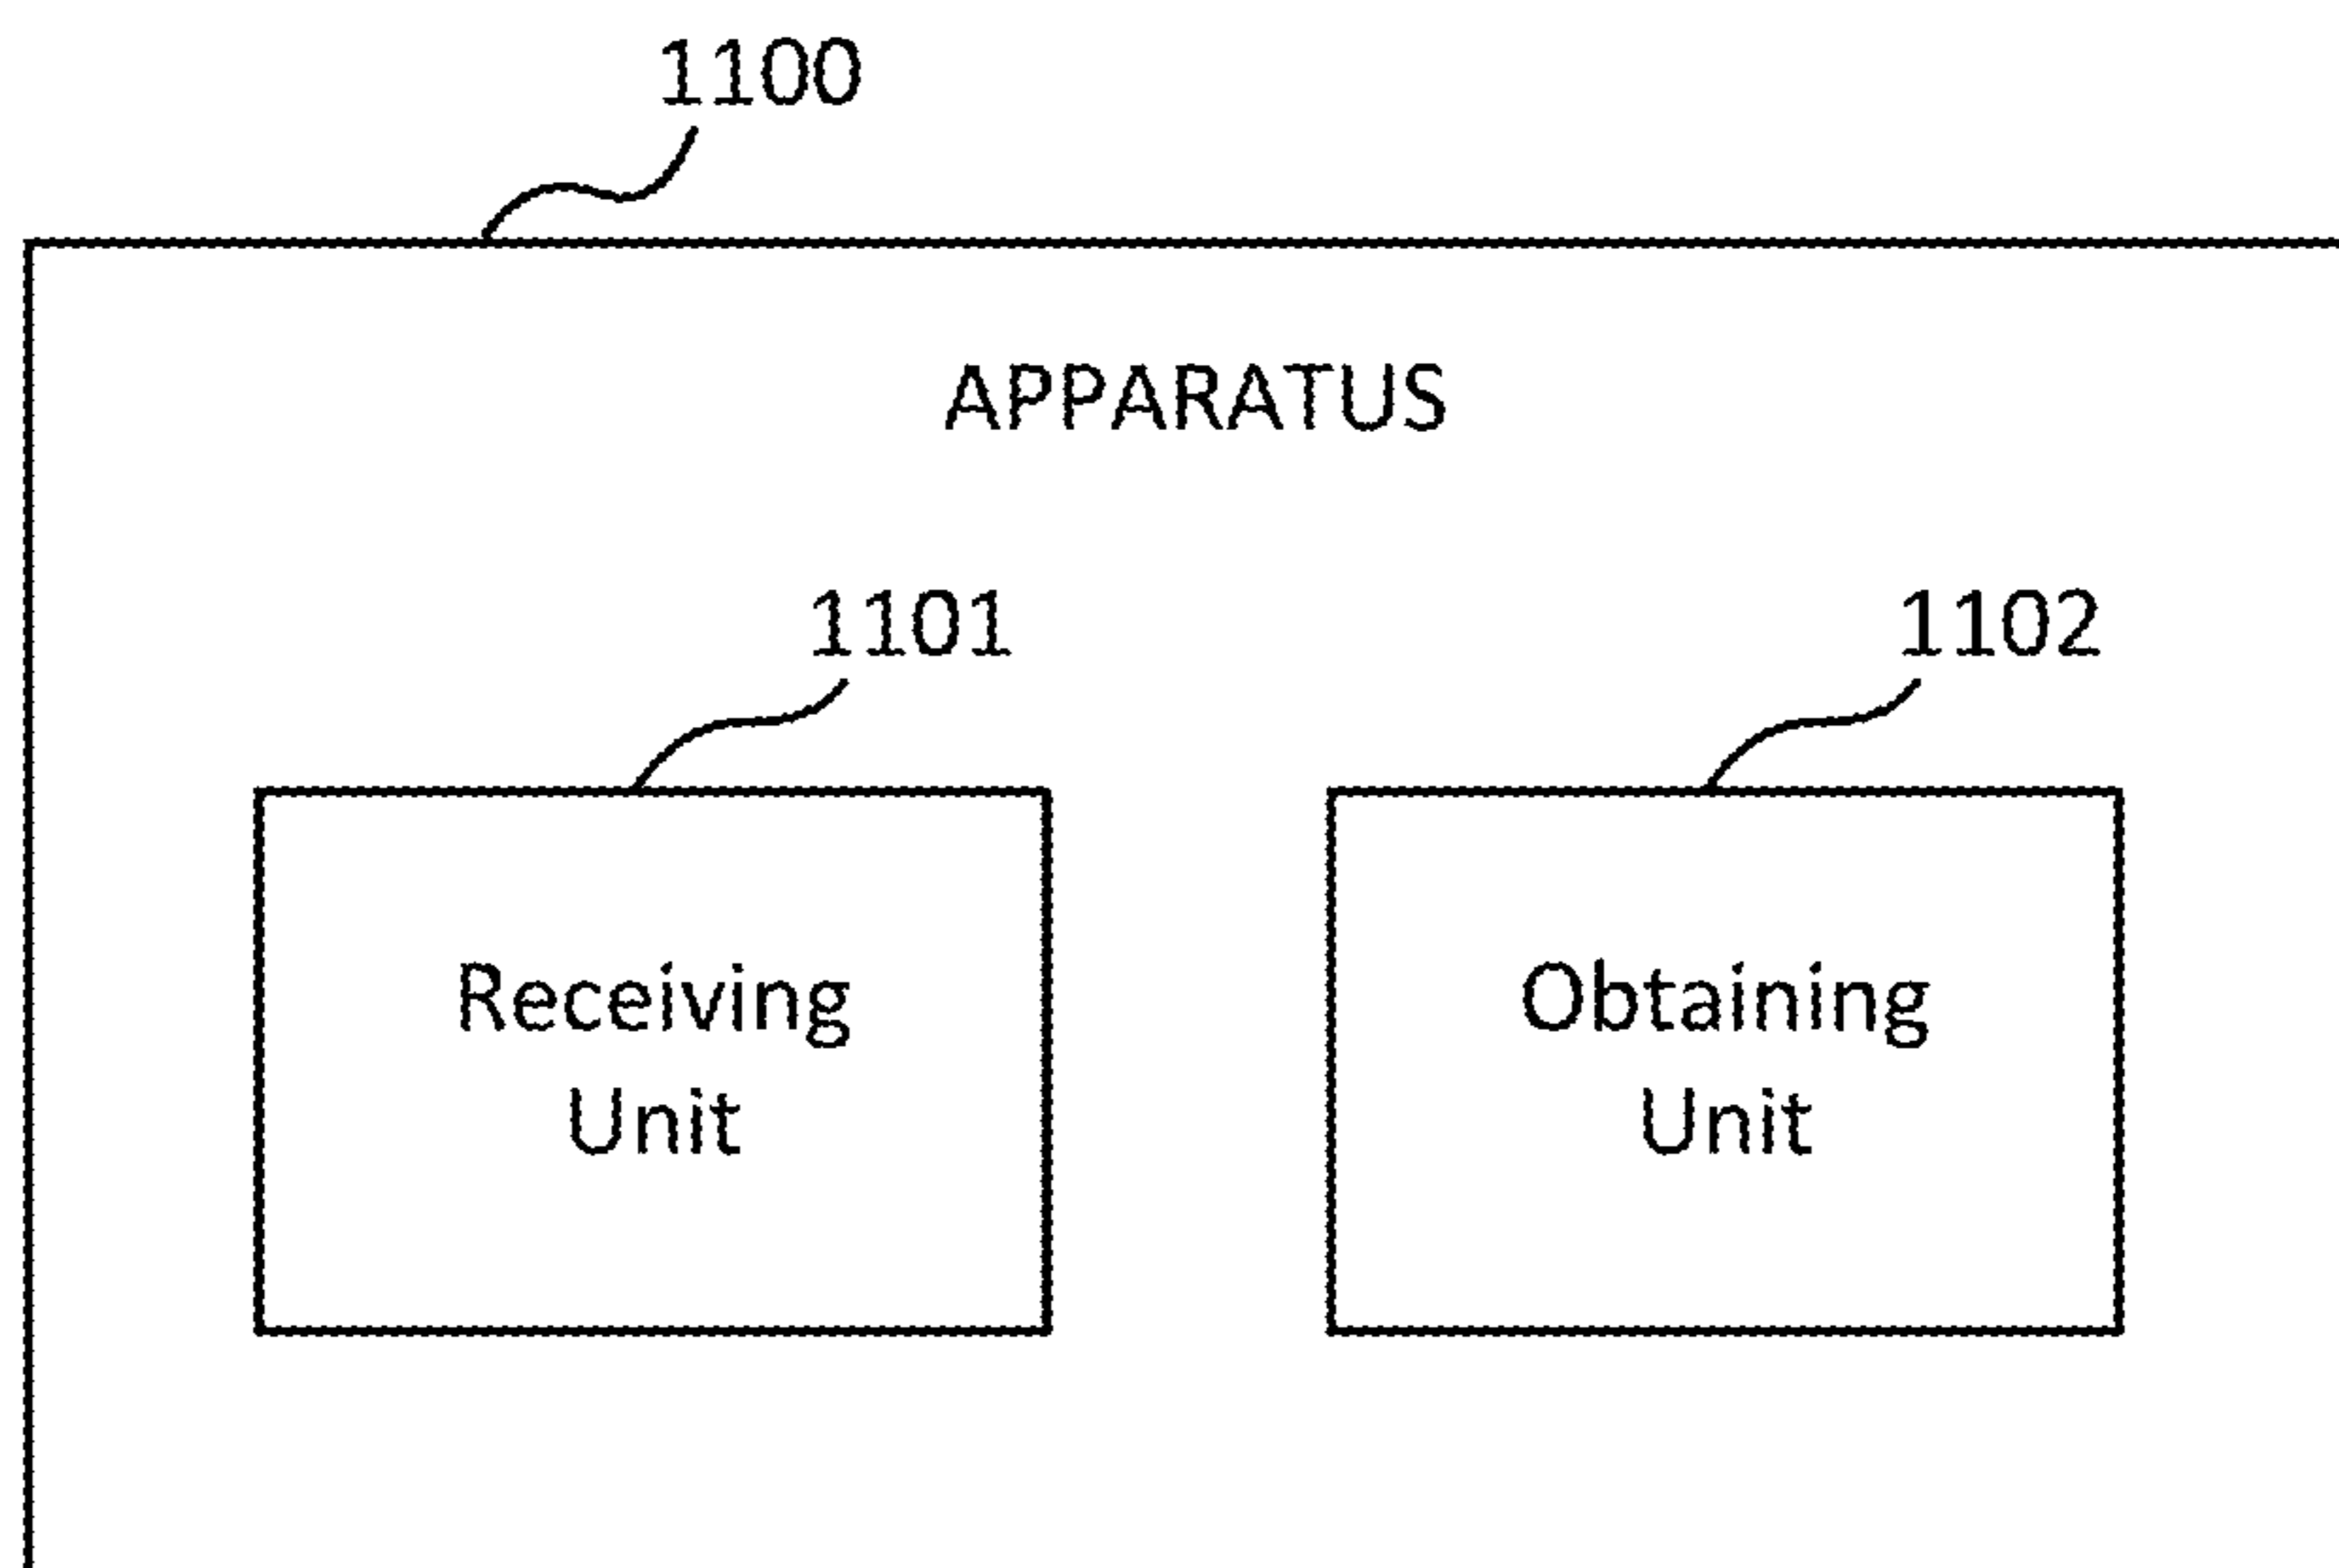 1100
APPARATUS
1101
1102
Receiving
Unit
Obtaining
Unit